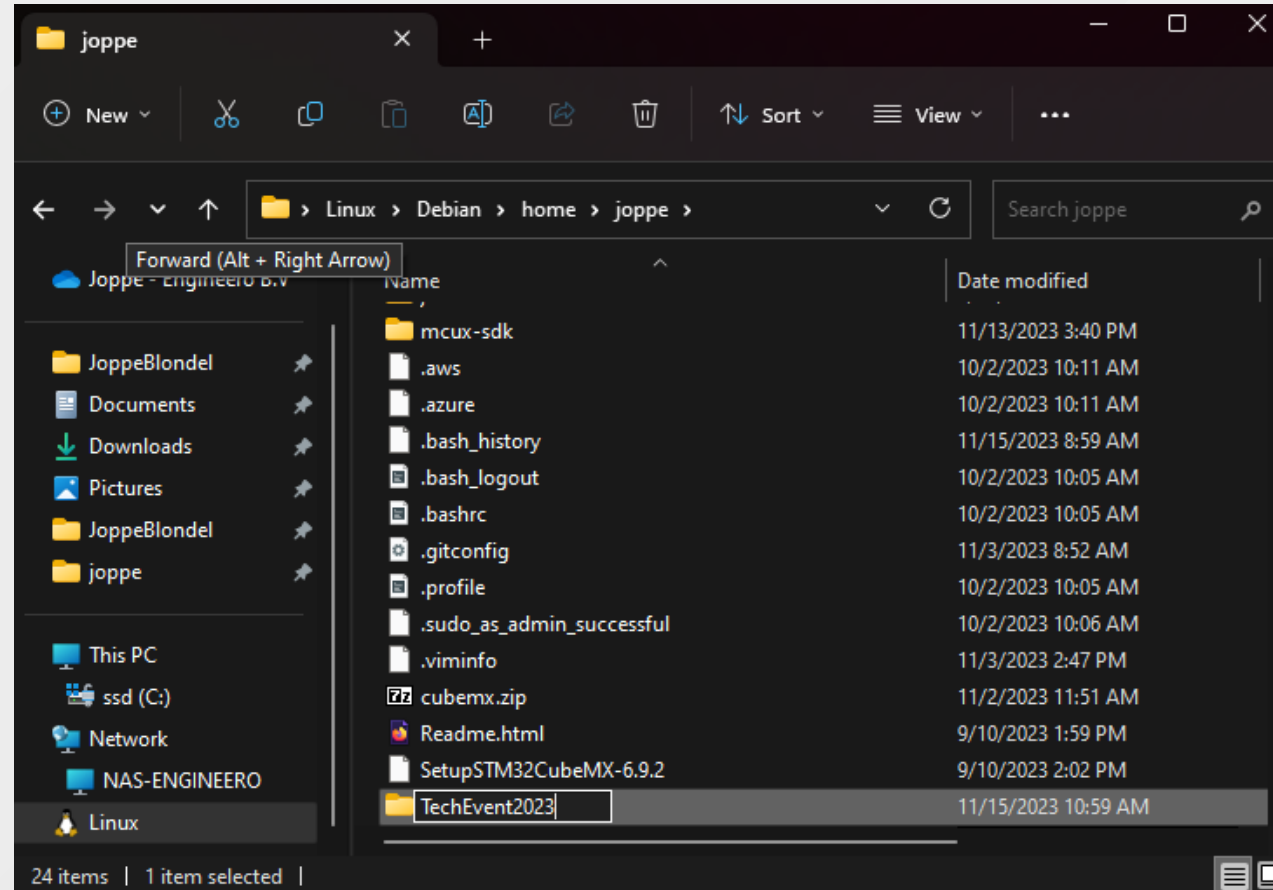 joppe
New
Sort
View
Linux > Debian > home > joppe >
Search joppe
Forward (Alt + Right Arrow)
Joppe - Engineero B.V
Name
Date modified
JoppeBlondel
Documents
Downloads
Pictures
JoppeBlondel
joppe
This PC
ssd (C:)
Network
NAS-ENGINEERO
Linux
mcux-sdk 11/13/2023 3:40 PM
.aws 10/2/2023 10:11 AM
.azure 10/2/2023 10:11 AM
.bash_history 11/15/2023 8:59 AM
.bash_logout 10/2/2023 10:05 AM
.bashrc 10/2/2023 10:05 AM
.gitconfig 11/3/2023 8:52 AM
.profile 10/2/2023 10:05 AM
.sudo_as_admin_successful 10/2/2023 10:06 AM
.viminfo 11/3/2023 2:47 PM
7z cubemx.zip 11/2/2023 11:51 AM
Readme.html 9/10/2023 1:59 PM
SetupSTM32CubeMX-6.9.2 9/10/2023 2:02 PM
TechEvent2023 11/15/2023 10:59 AM
24 items | 1 item selected |